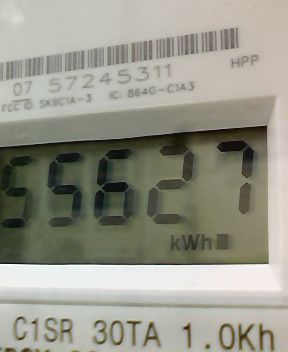 HPP
07 57245311
FCC ID: SK9C1A-3 IC: 864G-C1A3
55627
kWh
C1SR 30TA 1.0Kh